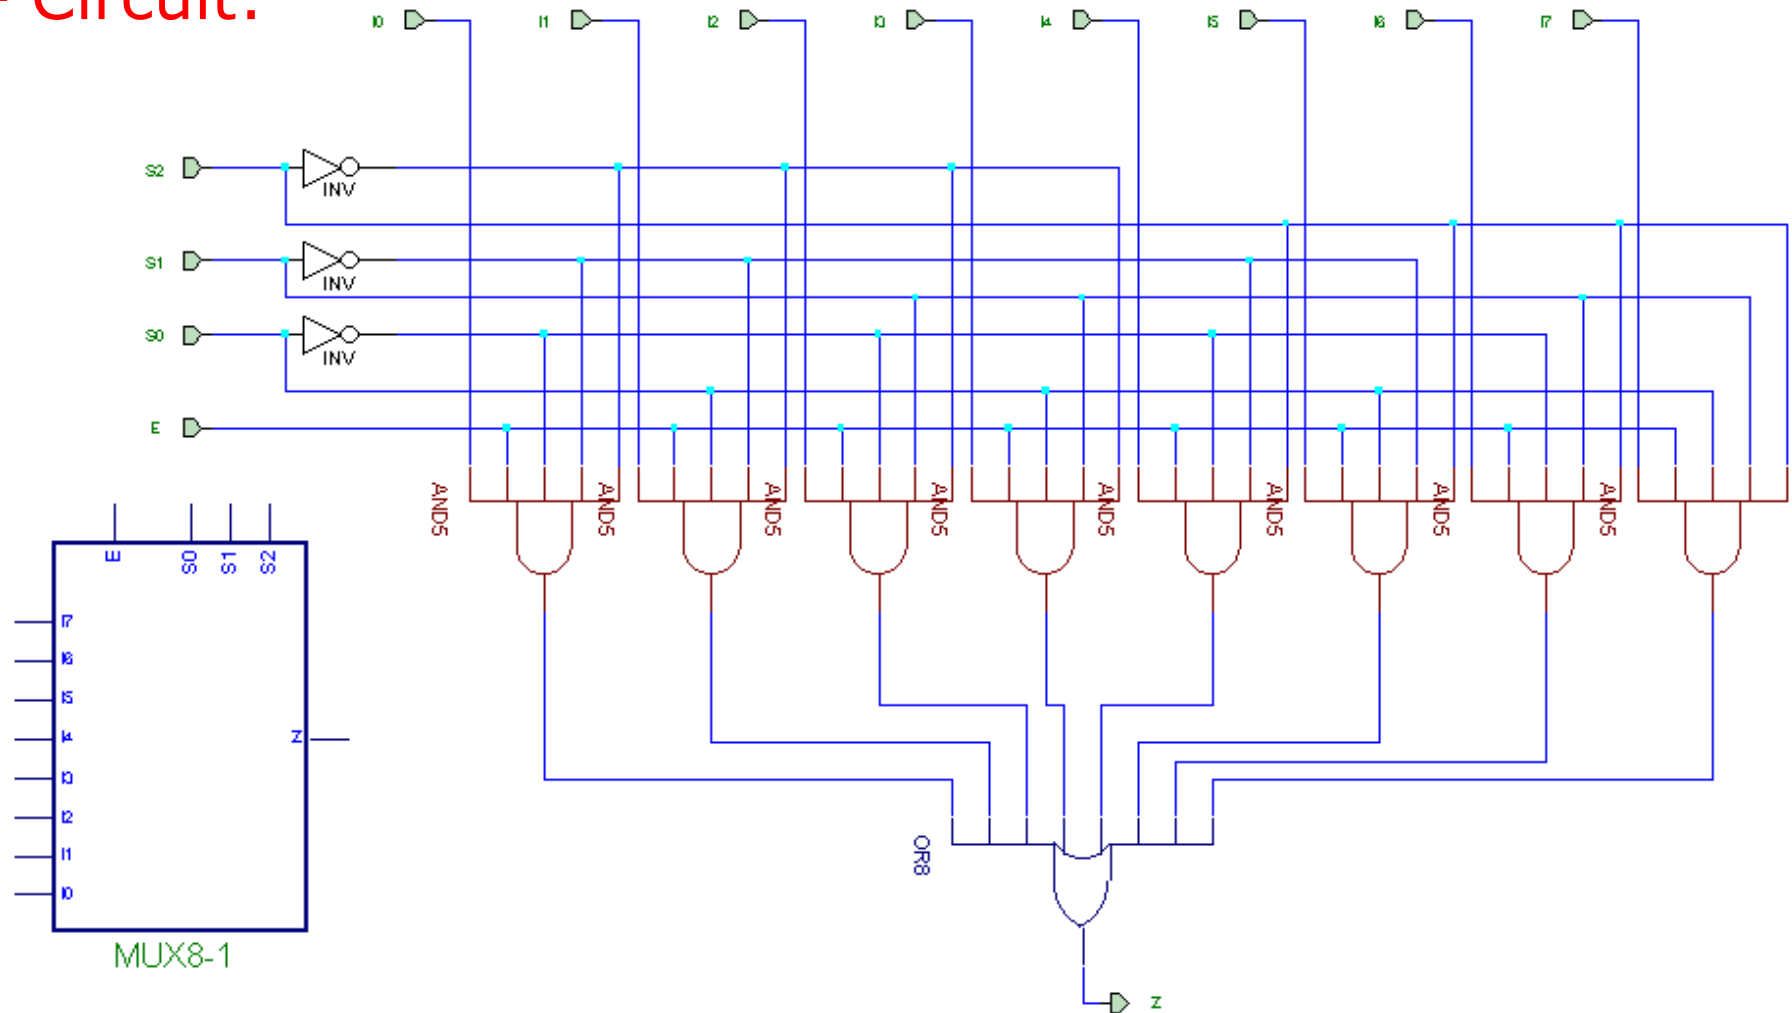 - Circuit:
I0 I1 I2 I3 I4 I5 I6 I7
S2
INV
S1
INV
S0
INV
E
AND5 AND5 AND5 AND5 AND5 AND5 AND5
E S0 S1 S2
I7
I6
I5
I4
Z
I3
I2
I1
I0
MUX8-1
OR8
Z